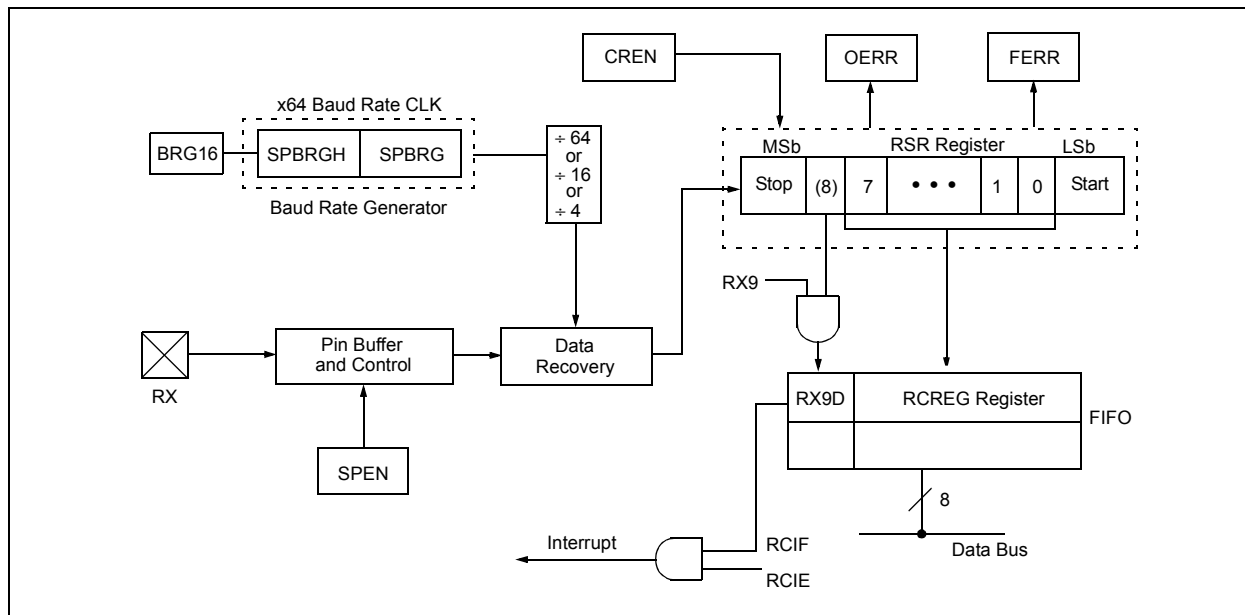 CREN
OERR
FERR
x64 Baud Rate CLK
BRG16
SPBRGH
SPBRG
Baud Rate Generator
÷ 64
or
÷ 16
or
÷ 4
MSb
RSR Register
LSb
Stop
(8)
7
• • •
1
0
Start
RX9
RX
Pin Buffer
and Control
Data
Recovery
SPEN
RX9D
RCREG Register
FIFO
8
Data Bus
Interrupt
RCIF
RCIE